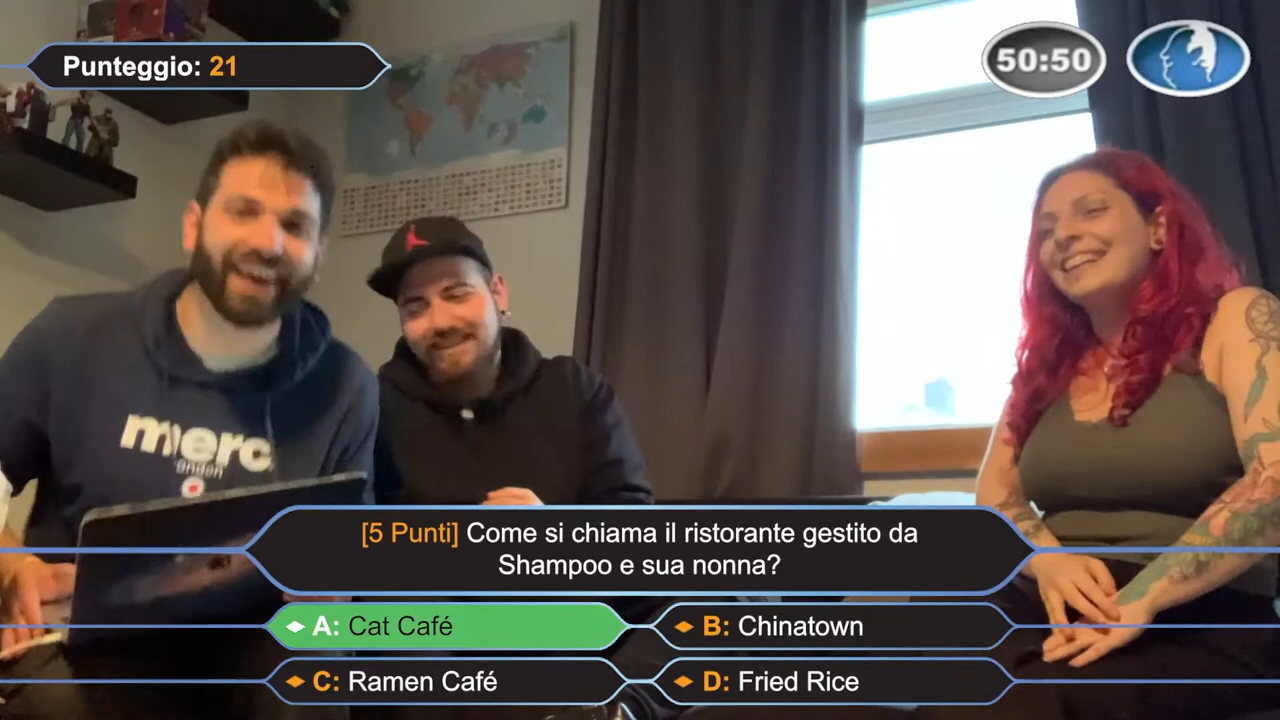 Punteggio: 21
50:50
merc.
[5 Punti] Come si chiama il ristorante gestito da
Shampoo e sua nonna?
A: Cat Café
B: Chinatown
C: Ramen Café
D: Fried Rice